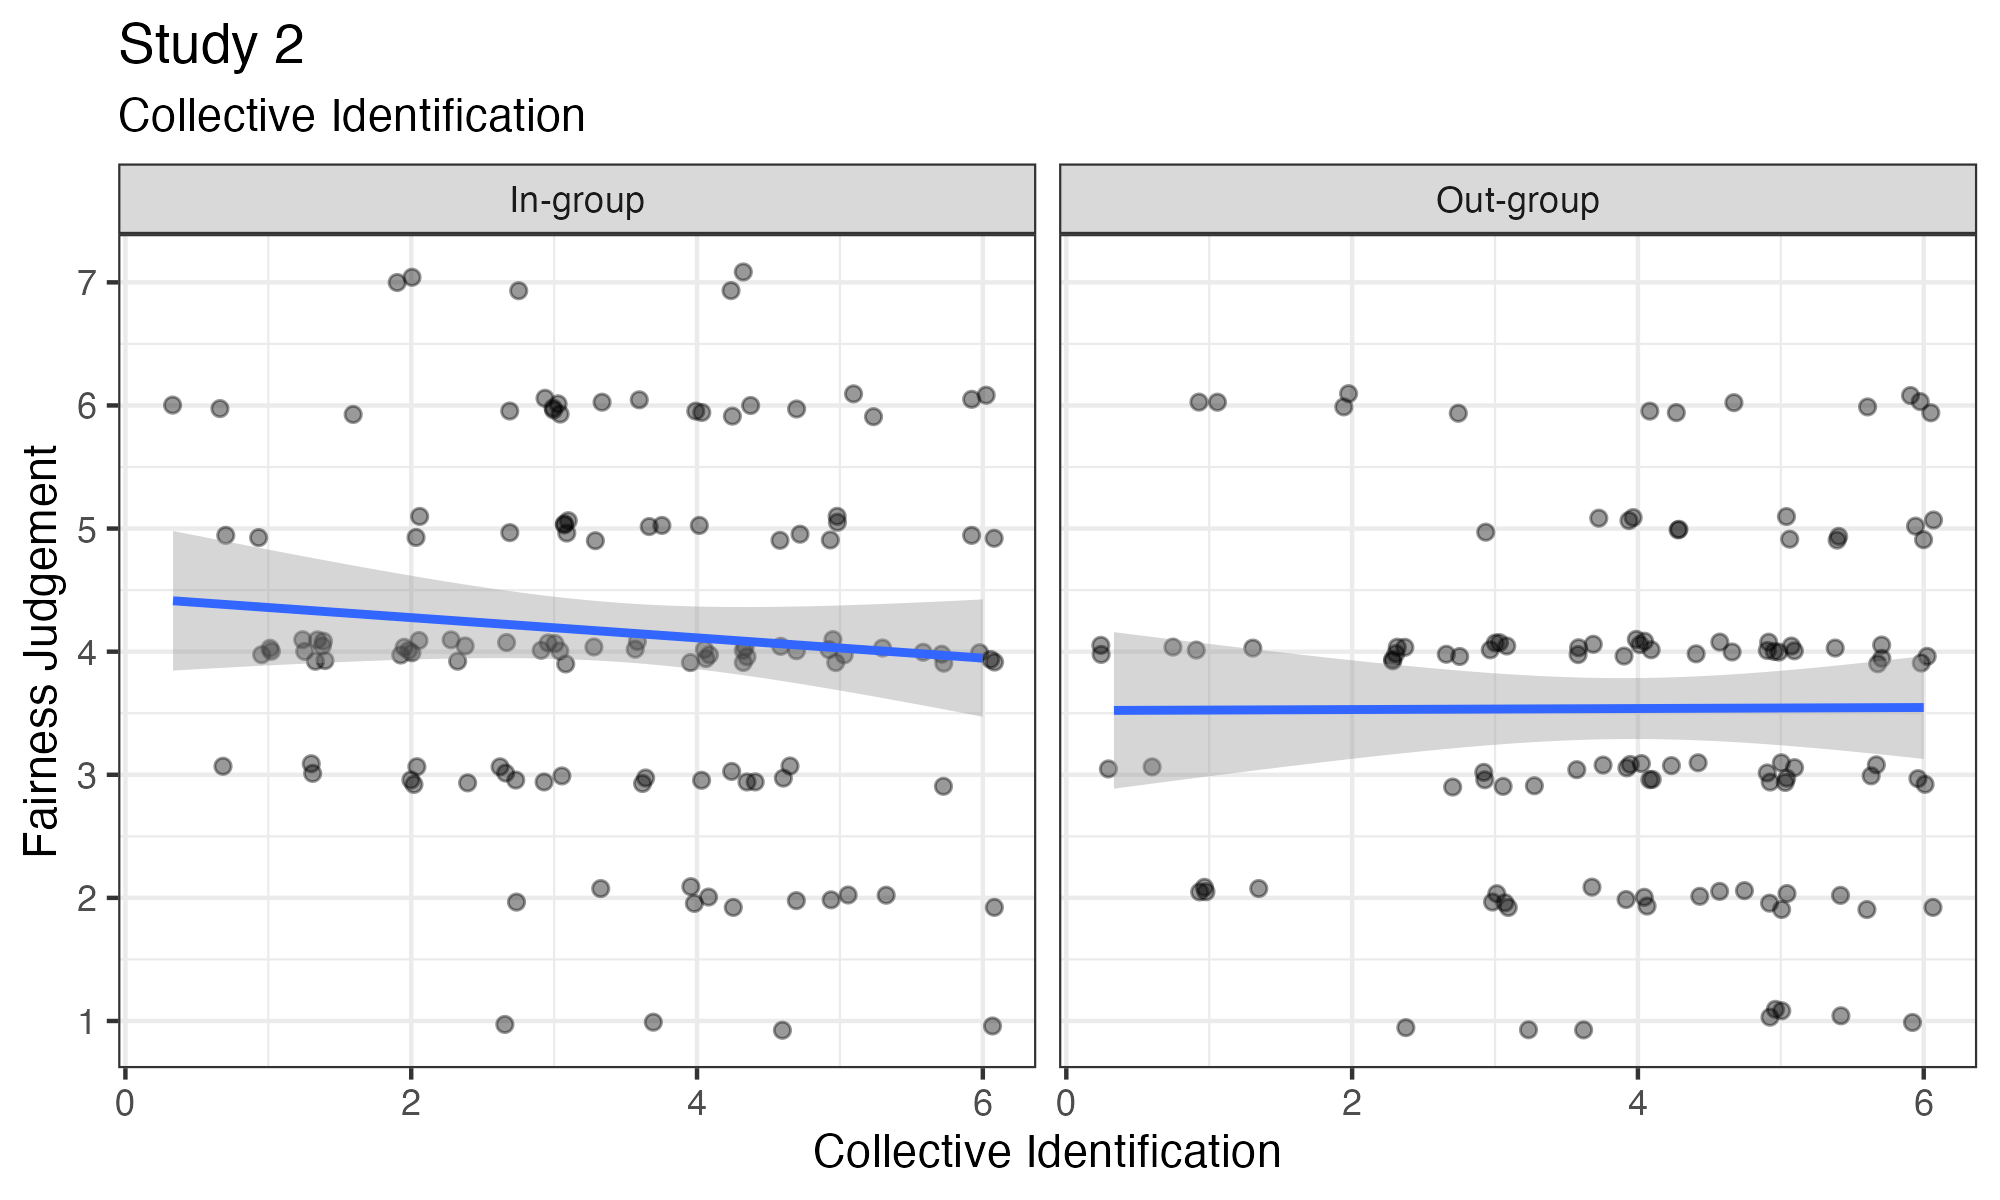 Study 2
Collective Identification
In-group
Out-group
Fairness Judgement
7
6
5
4
3
2
1
0 2 4 6
0 2 4 6
Collective Identification